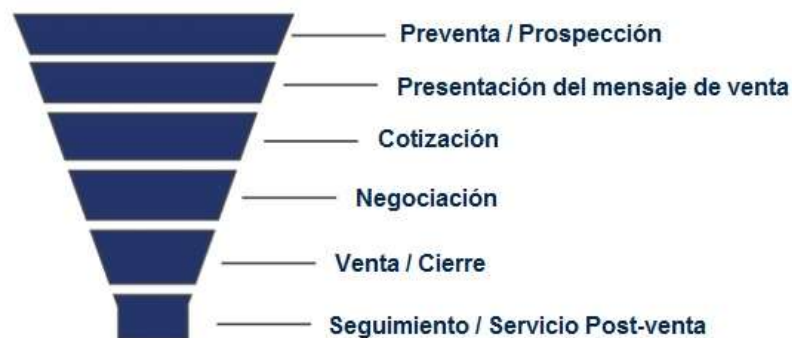 Preventa / Prospección
Presentación del mensaje de venta
Cotización
Negociación
Venta / Cierre
Seguimiento / Servicio Post-venta